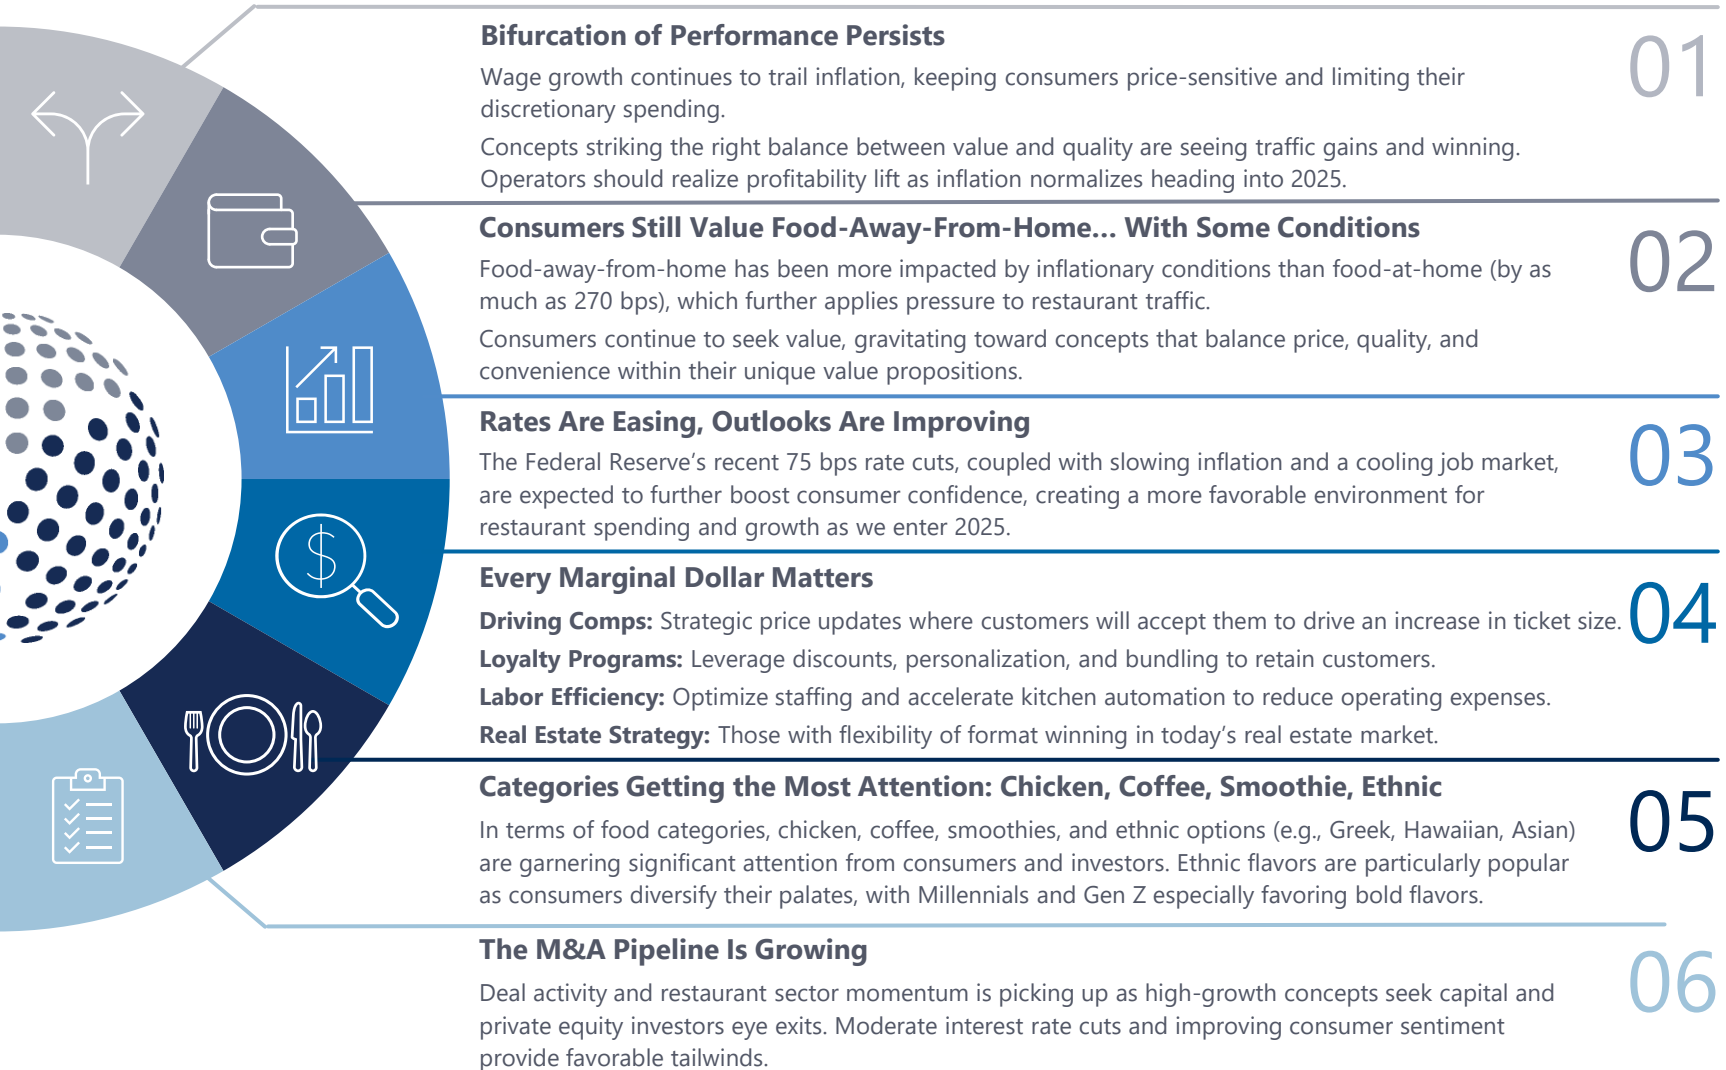 Bifurcation of Performance Persists
01
Wage growth continues to trail inflation, keeping consumers price-sensitive and limiting their
discretionary spending.
Concepts striking the right balance between value and quality are seeing traffic gains and winning.
Operators should realize profitability lift as inflation normalizes heading into 2025.
Consumers Still Value Food-Away-From-Home... With Some Conditions
02
Food-away-from-home has been more impacted by inflationary conditions than food-at-home (by as
much as 270 bps), which further applies pressure to restaurant traffic.
Consumers continue to seek value, gravitating toward concepts that balance price, quality, and
convenience within their unique value propositions.
Rates Are Easing, Outlooks Are Improving
03
The Federal Reserve’s recent 75 bps rate cuts, coupled with slowing inflation and a cooling job market,
are expected to further boost consumer confidence, creating a more favorable environment for
restaurant spending and growth as we enter 2025.
Every Marginal Dollar Matters
04
Driving Comps: Strategic price updates where customers will accept them to drive an increase in ticket size.
Loyalty Programs: Leverage discounts, personalization, and bundling to retain customers.
Labor Efficiency: Optimize staffing and accelerate kitchen automation to reduce operating expenses.
Real Estate Strategy: Those with flexibility of format winning in today’s real estate market.
Categories Getting the Most Attention: Chicken, Coffee, Smoothie, Ethnic
05
In terms of food categories, chicken, coffee, smoothies, and ethnic options (e.g., Greek, Hawaiian, Asian)
are garnering significant attention from consumers and investors. Ethnic flavors are particularly popular
as consumers diversify their palates, with Millennials and Gen Z especially favoring bold flavors.
The M&A Pipeline Is Growing
06
Deal activity and restaurant sector momentum is picking up as high-growth concepts seek capital and
private equity investors eye exits. Moderate interest rate cuts and improving consumer sentiment
provide favorable tailwinds.
$